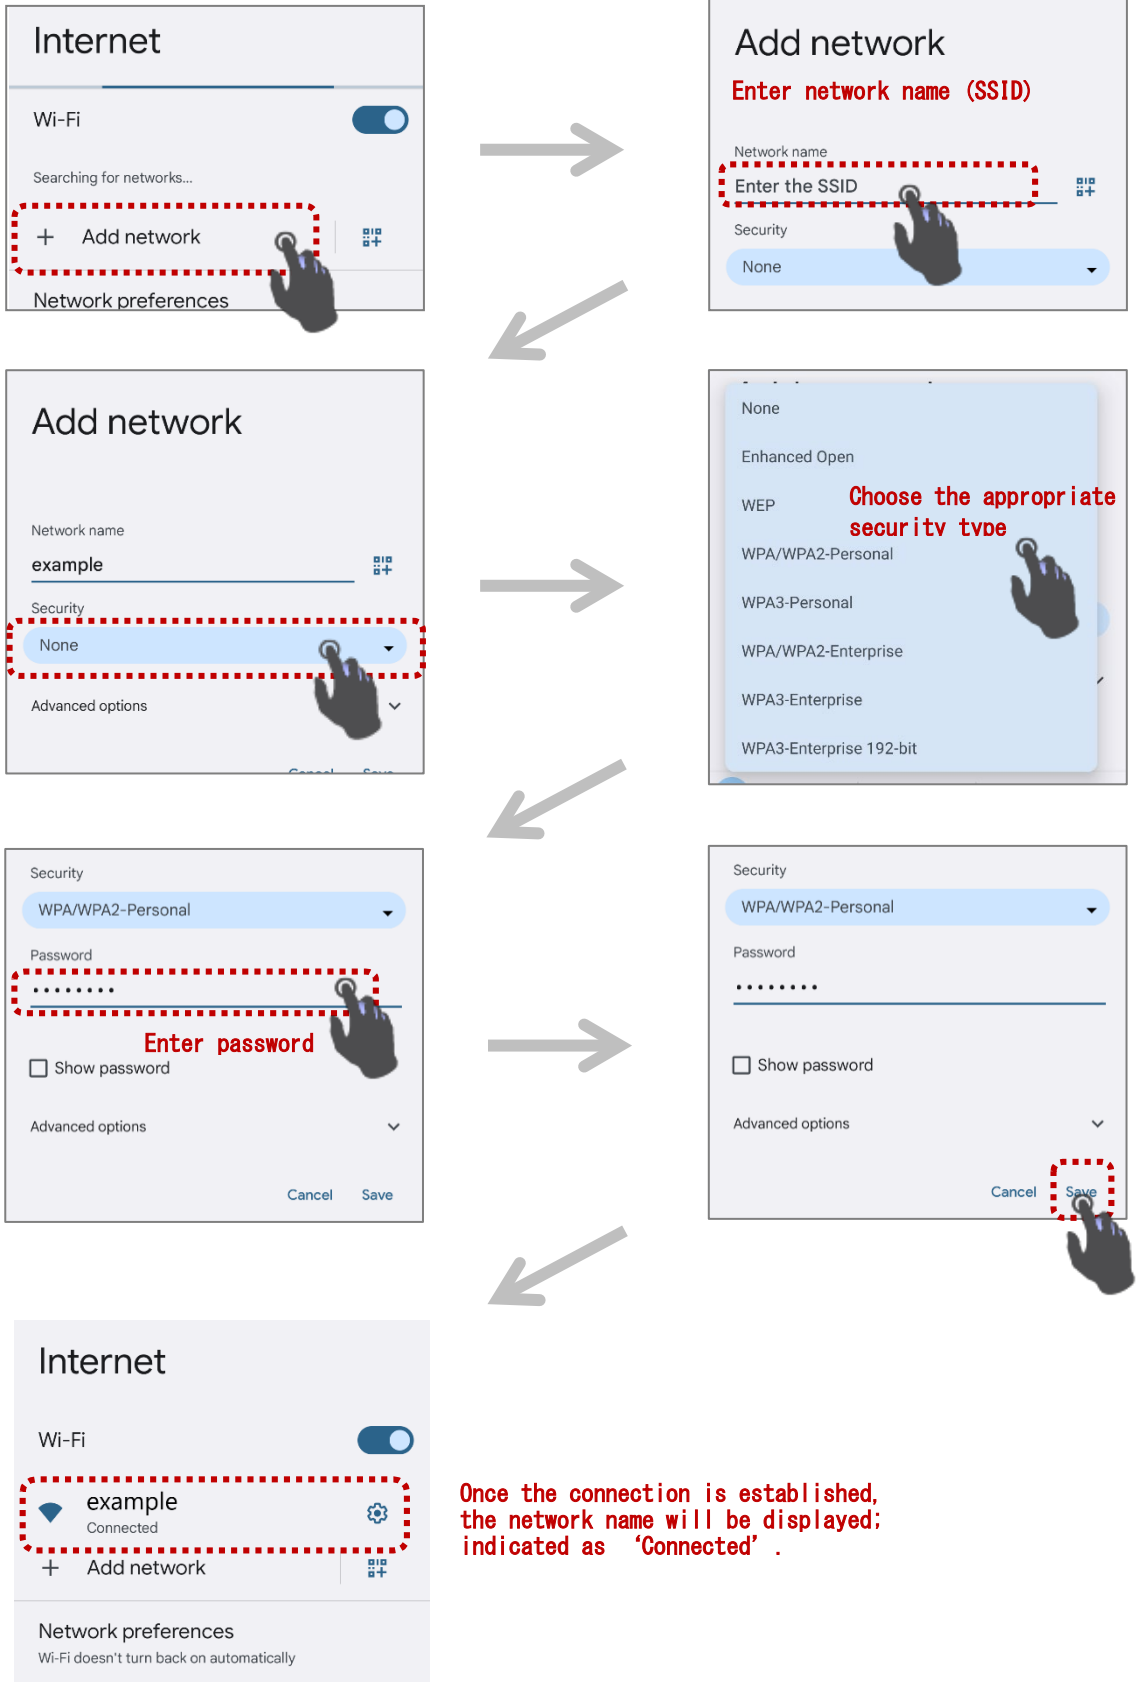 Internet
Wi-Fi
Searching for networks...
Add network
Network preferences
Add network
Enter network name (SSID)
Network name
Enter the SSID
Security
None
Add network
Network name
example
Security
None
Advanced options
Cancel Save
None
Enhanced Open
WEP
Choose the appropriate
security type
WPA/WPA2-Personal
WPA3-Personal
WPA/WPA2-Enterprise
WPA3-Enterprise
WPA3-Enterprise 192-bit
Security
WPA/WPA2-Personal
Password
••••••••
Enter password
Show password
Advanced options
Cancel Save
Security
WPA/WPA2-Personal
Password
••••••••
Show password
Advanced options
Cancel Save
Internet
Wi-Fi
example
Connected
Add network
Network preferences
Wi-Fi doesn't turn back on automatically
Once the connection is established,
the network name will be displayed;
indicated as ‘Connected’.